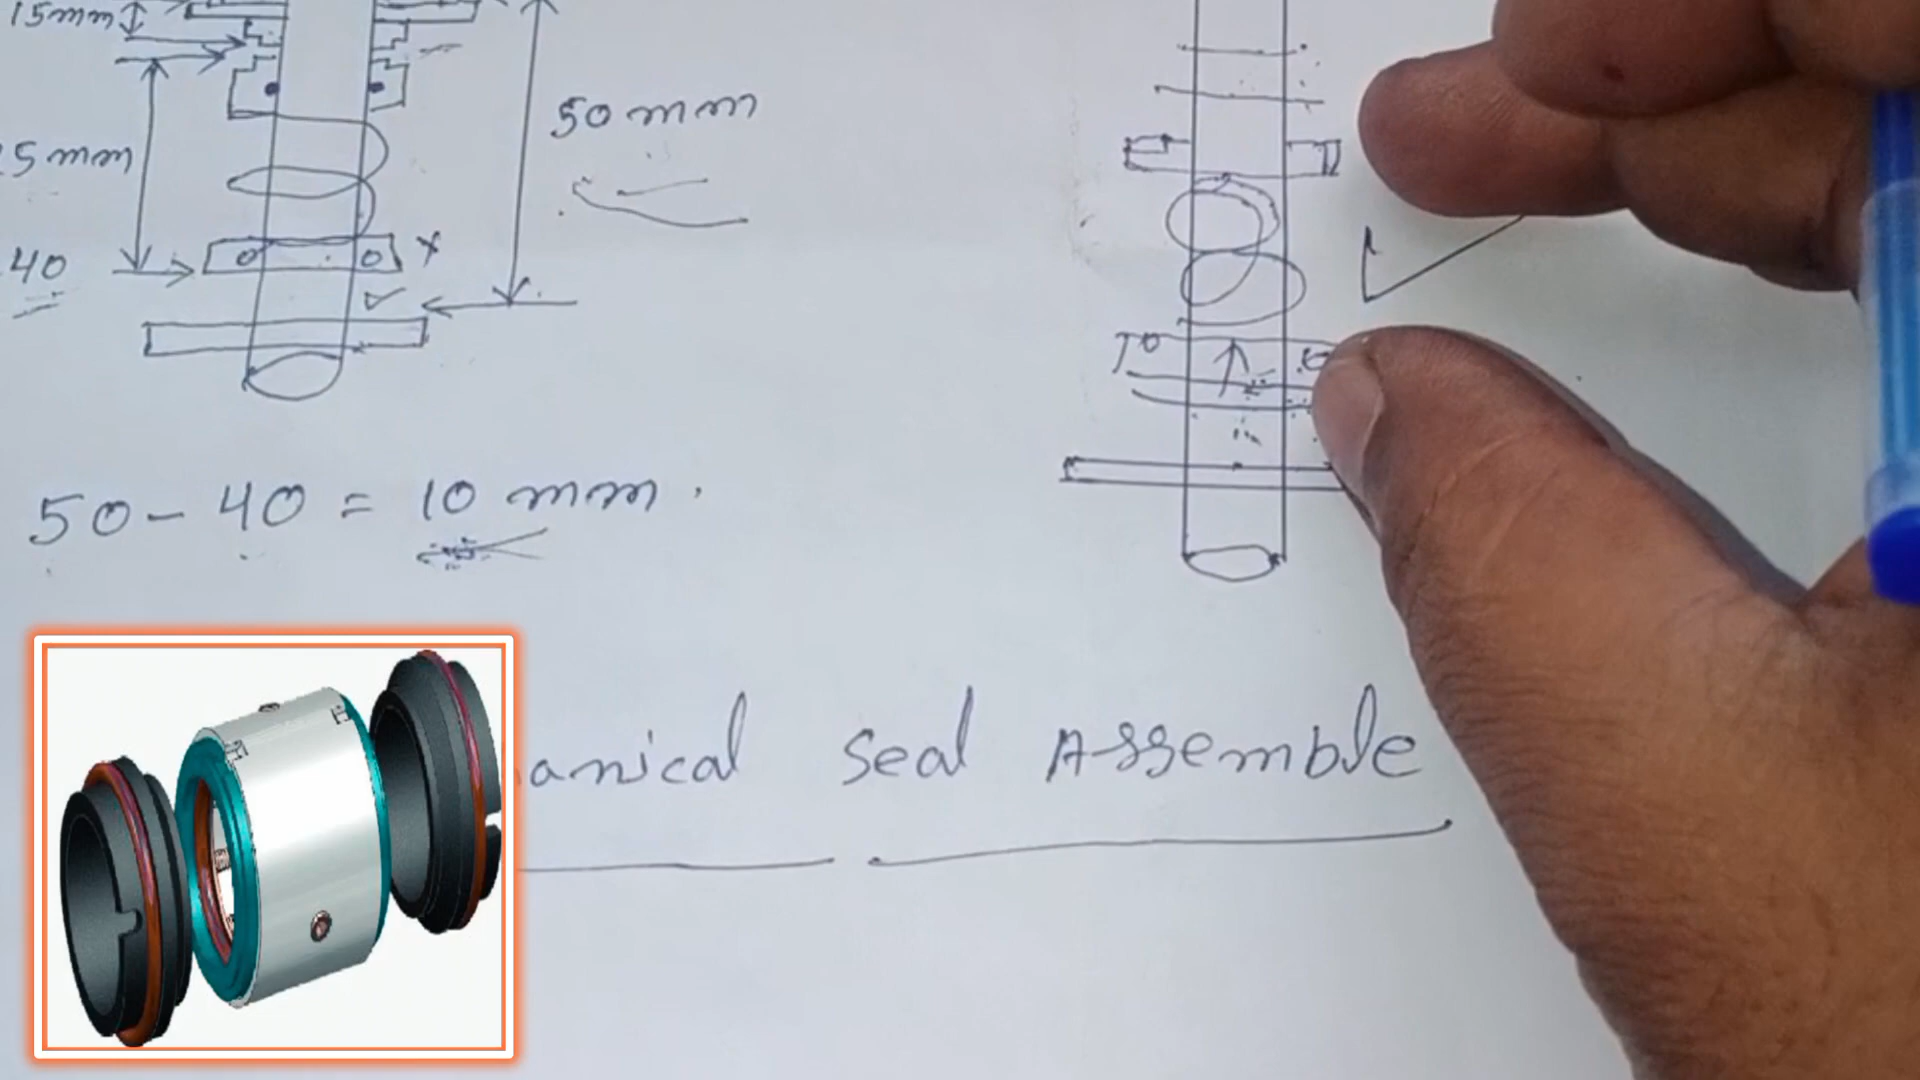 15mm
50mm
5mm
40
50-40 = 10 mm.
anical Seal Assemble